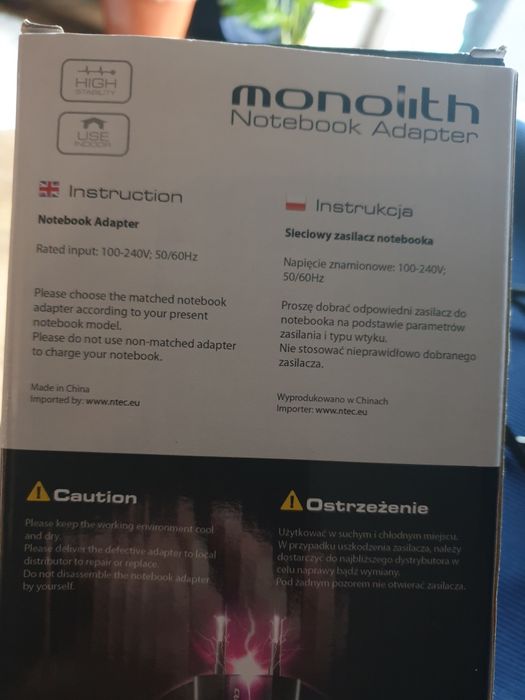 HIGH
STABILITY
USE
INDOOR
monolith
Notebook Adapter
Instruction
Notebook Adapter
Rated input: 100-240V; 50/60Hz
Please choose the matched notebook
adapter according to your present
notebook model.
Please do not use non-matched adapter
to charge your notebook.
Made in China
Imported by: www.ntec.eu
Instrukcja
Sieciowy zasilacz notebooka
Napięcie znamionowe: 100-240V;
50/60Hz
Proszę dobrać odpowiedni zasilacz do
notebooka na podstawie parametrów
zasilania i typu wtyku.
Nie stosować nieprawidłowo dobranego
zasilacza.
Wyprodukowano w Chinach
Importer: www.ntec.eu
Caution
Please keep the working environment cool
and dry.
Please deliver the defective adapter to local
distributor to repair or replace.
Do not disassemble the notebook adapter
by yourself.
Ostrzeżenie
Użytkować w suchym i chłodnym miejscu.
W przypadku uszkodzenia zasilacza, należy
dostarczyć do najbliższego dystrybutora w
celu naprawy bądź wymiany.
Pod żadnym pozorem nie otwierać zasilacza.